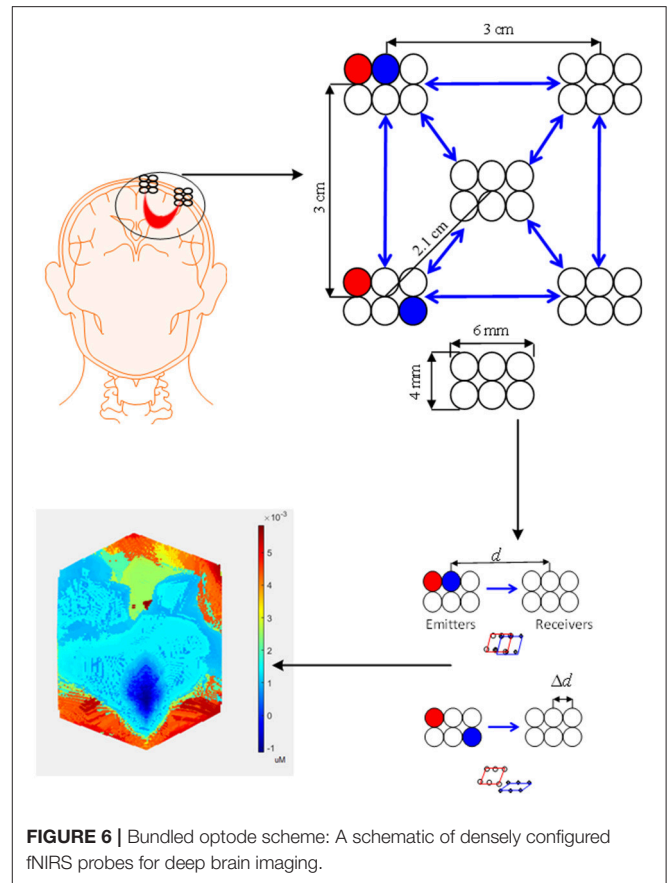 3 cm
3 cm
2.1 cm
6 mm
4 mm
×10⁻³
5
4
3
2
1
0
-1
uM
d
Emitters Receivers
Δd
FIGURE 6 | Bundled optode scheme: A schematic of densely configured
fNIRS probes for deep brain imaging.